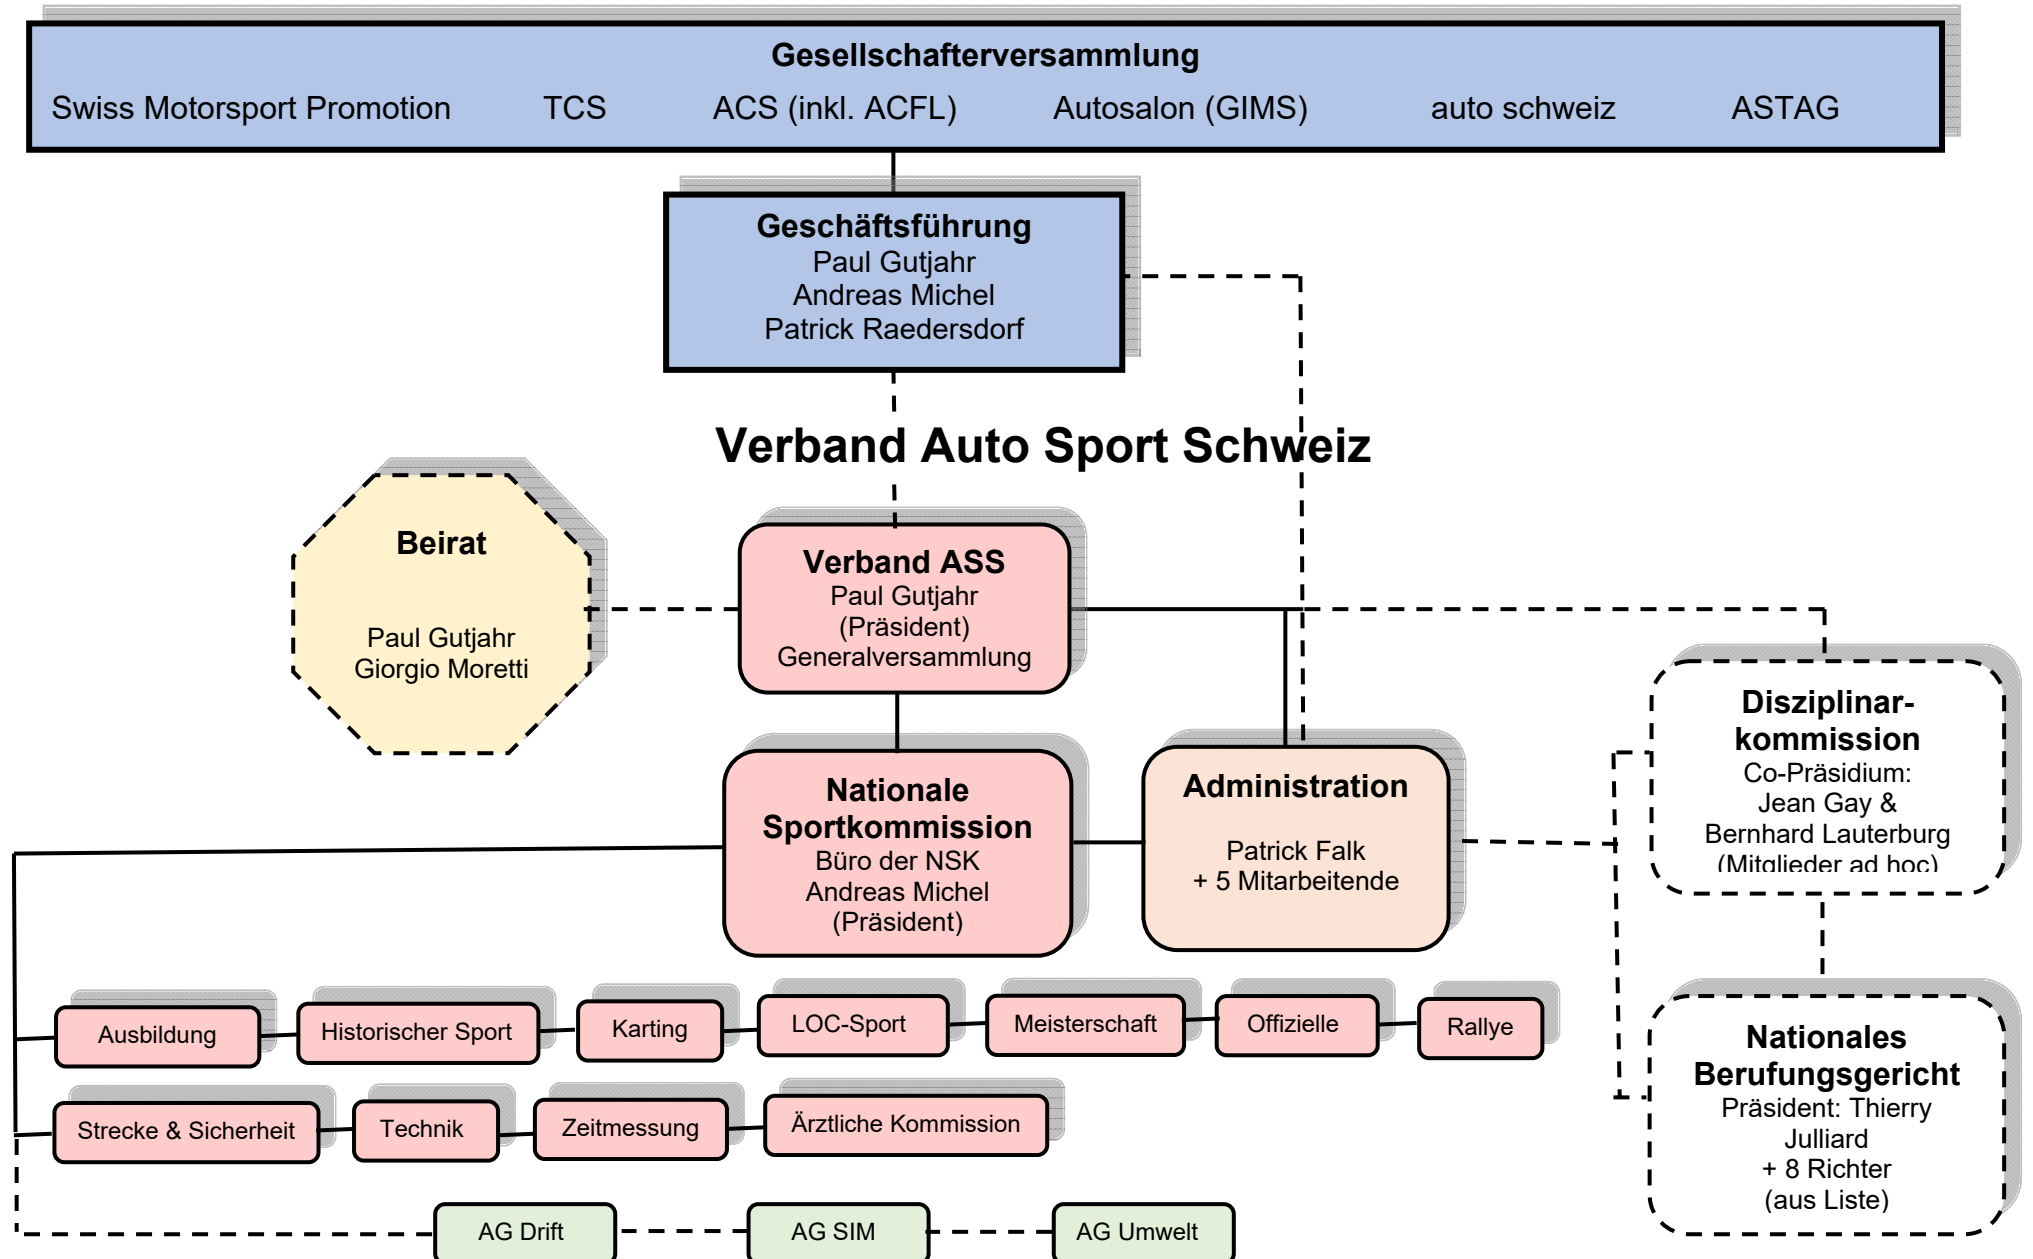 Gesellschafterversammlung
Swiss Motorsport Promotion TCS ACS (inkl. ACFL) Autosalon (GIMS) auto schweiz ASTAG
Geschäftsführung
Paul Gutjahr
Andreas Michel
Patrick Raedersdorf
Verband Auto Sport Schweiz
Beirat
Paul Gutjahr
Giorgio Moretti
Verband ASS
Paul Gutjahr
(Präsident)
Generalversammlung
Nationale
Sportkommission
Büro der NSK
Andreas Michel
(Präsident)
Administration
Patrick Falk
+ 5 Mitarbeitende
Disziplinar-
kommission
Co-Präsidium:
Jean Gay &
Bernhard Lauterburg
(Mitglieder ad hoc)
Nationales
Berufungsgericht
Präsident: Thierry
Julliard
+ 8 Richter
(aus Liste)
Ausbildung
Historischer Sport
Karting
LOC-Sport
Meisterschaft
Offizielle
Rallye
Strecke & Sicherheit
Technik
Zeitmessung
Ärztliche Kommission
AG Drift
AG SIM
AG Umwelt